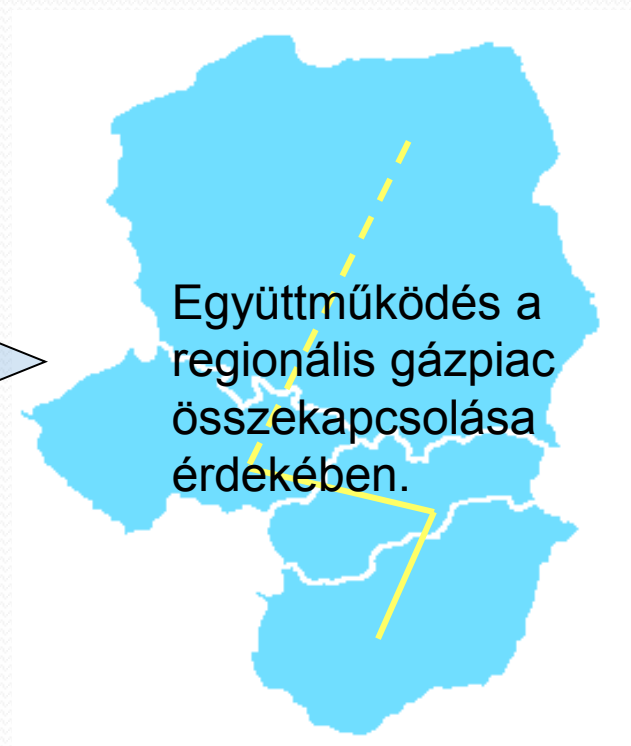 Együttműködés a
regionális gázpiac
összekapcsolása
érdekében.